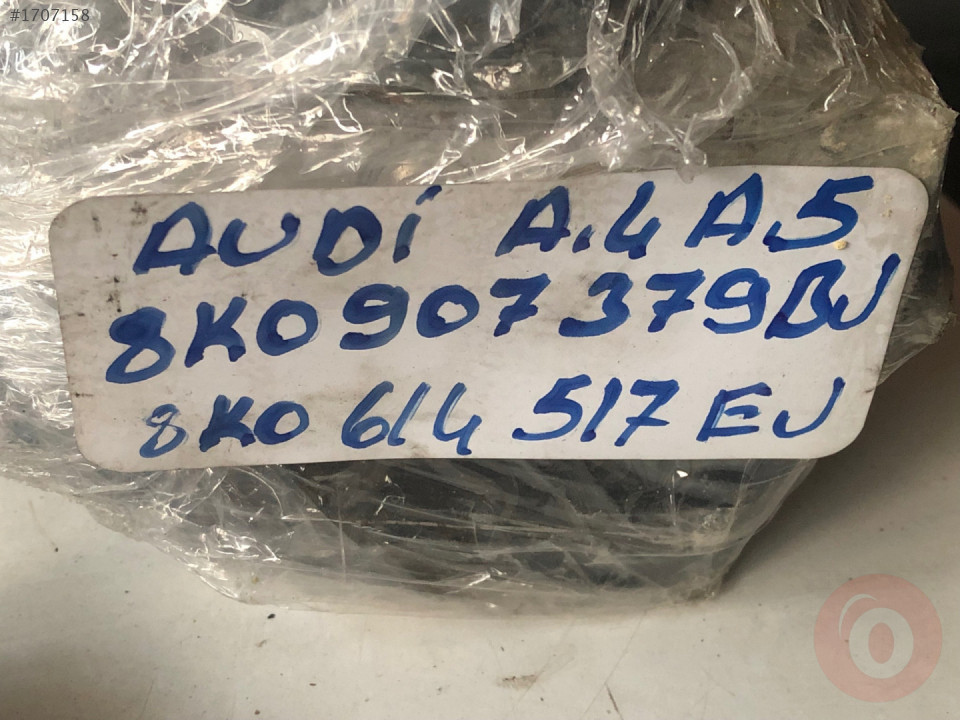 #1707158
AUDİ A.4 A.5
8K0907379BJ
8K0 614 517 EJ